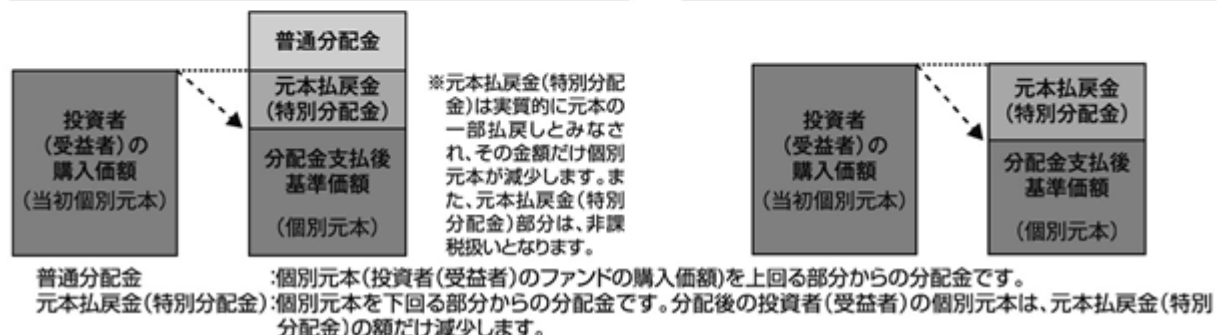 普通分配金
元本払戻金
(特別分配金)
投資者
(受益者)の
購入価額
(当初個別元本)
分配金支払後
基準価額
(個別元本)
※元本払戻金(特別分配
金)は実質的に元本の
一部払戻しとみなさ
れ、その金額だけ個別
元本が減少します。ま
た、元本払戻金(特別
分配金)部分は、非課
税扱いとなります。
投資者
(受益者)の
購入価額
(当初個別元本)
元本払戻金
(特別分配金)
分配金支払後
基準価額
(個別元本)
普通分配金 :個別元本(投資者(受益者)のファンドの購入価額)を上回る部分からの分配金です。
元本払戻金(特別分配金):個別元本を下回る部分からの分配金です。分配後の投資者(受益者)の個別元本は、元本払戻金(特別
分配金)の額だけ減少します。